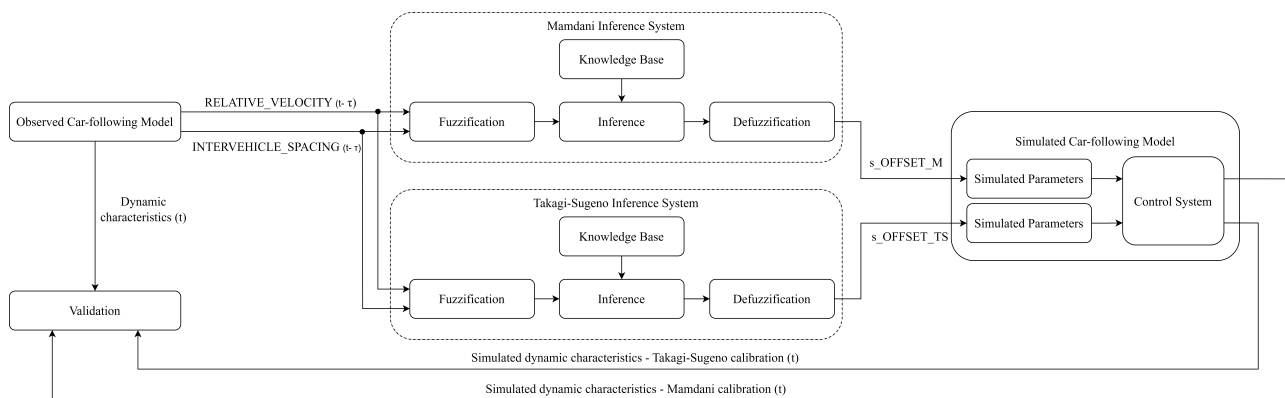 Mamdani Inference System
Knowledge Base
RELATIVE_VELOCITY (t- τ)
Observed Car-following Model
Fuzzification
Inference
Defuzzification
INTERVEHICLE_SPACING (t- τ)
Simulated Car-following Model
s_OFFSET_M
Simulated Parameters
Dynamic
characteristics (t)
Takagi-Sugeno Inference System
Control System
Simulated Parameters
Knowledge Base
s_OFFSET_TS
Fuzzification
Inference
Defuzzification
Validation
Simulated dynamic characteristics - Takagi-Sugeno calibration (t)
Simulated dynamic characteristics - Mamdani calibration (t)